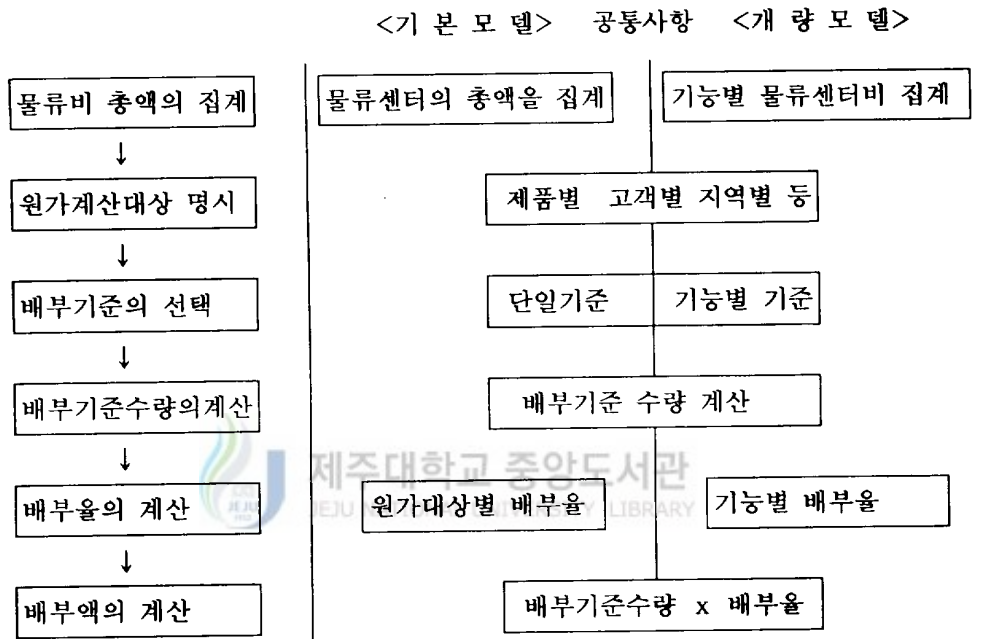 <기 본 모 델> 공통사항 <개 량 모 델>
물류비 총액의 집계 물류센터의 총액을 집계 기능별 물류센터비 집계
↓
원가계산대상 명시 제품별 고객별 지역별 등
↓
배부기준의 선택 단일기준 기능별 기준
↓
배부기준수량의계산 배부기준 수량 계산
↓
제주대학교 중앙도서관
배부율의 계산 원가대상별 배부율 기능별 배부율
JEJU NATIONAL UNIVERSITY LIBRARY
↓
배부액의 계산 배부기준수량 x 배부율